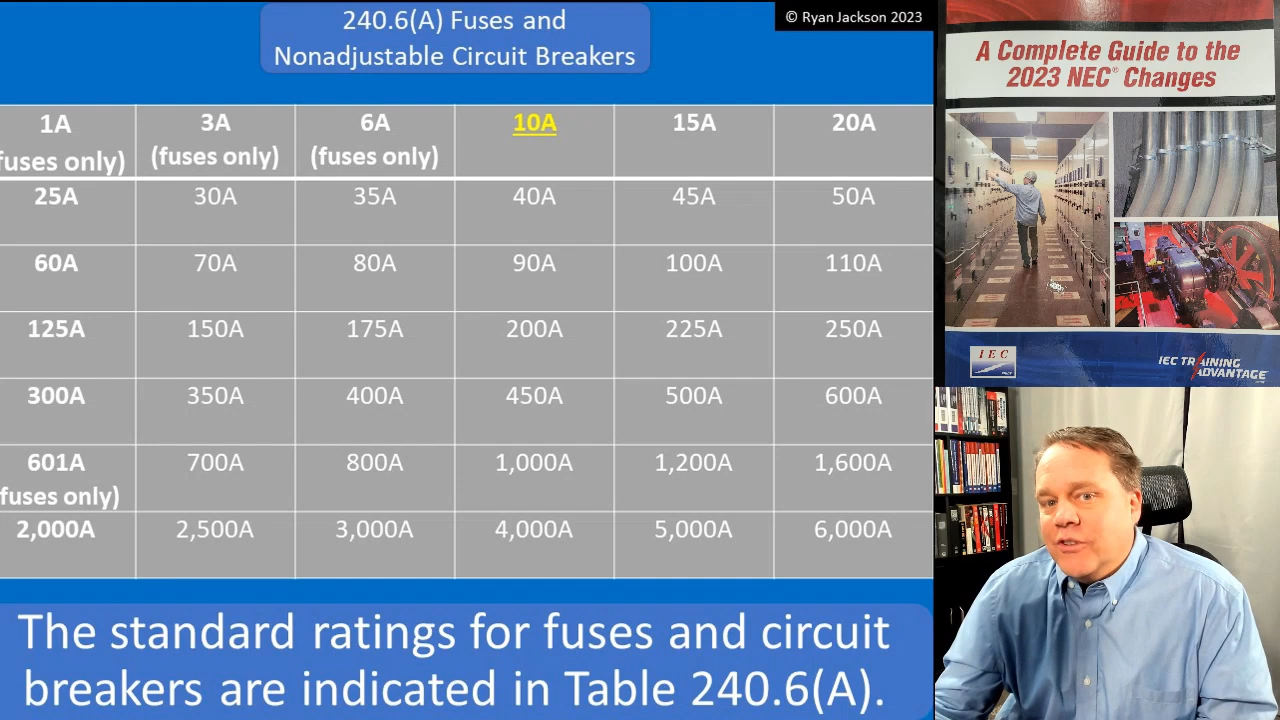 240.6(A) Fuses and
Nonadjustable Circuit Breakers
© Ryan Jackson 2023
1A
fuses only)
3A
(fuses only)
6A
(fuses only)
10A
15A
20A
25A 30A 35A 40A 45A 50A
60A 70A 80A 90A 100A 110A
125A 150A 175A 200A 225A 250A
300A 350A 400A 450A 500A 600A
601A
fuses only)
700A 800A 1,000A 1,200A 1,600A
2,000A 2,500A 3,000A 4,000A 5,000A 6,000A
The standard ratings for fuses and circuit
breakers are indicated in Table 240.6(A).
A Complete Guide to the
2023 NEC® Changes
IEC
IEC TRAINING
ADVANTAGE